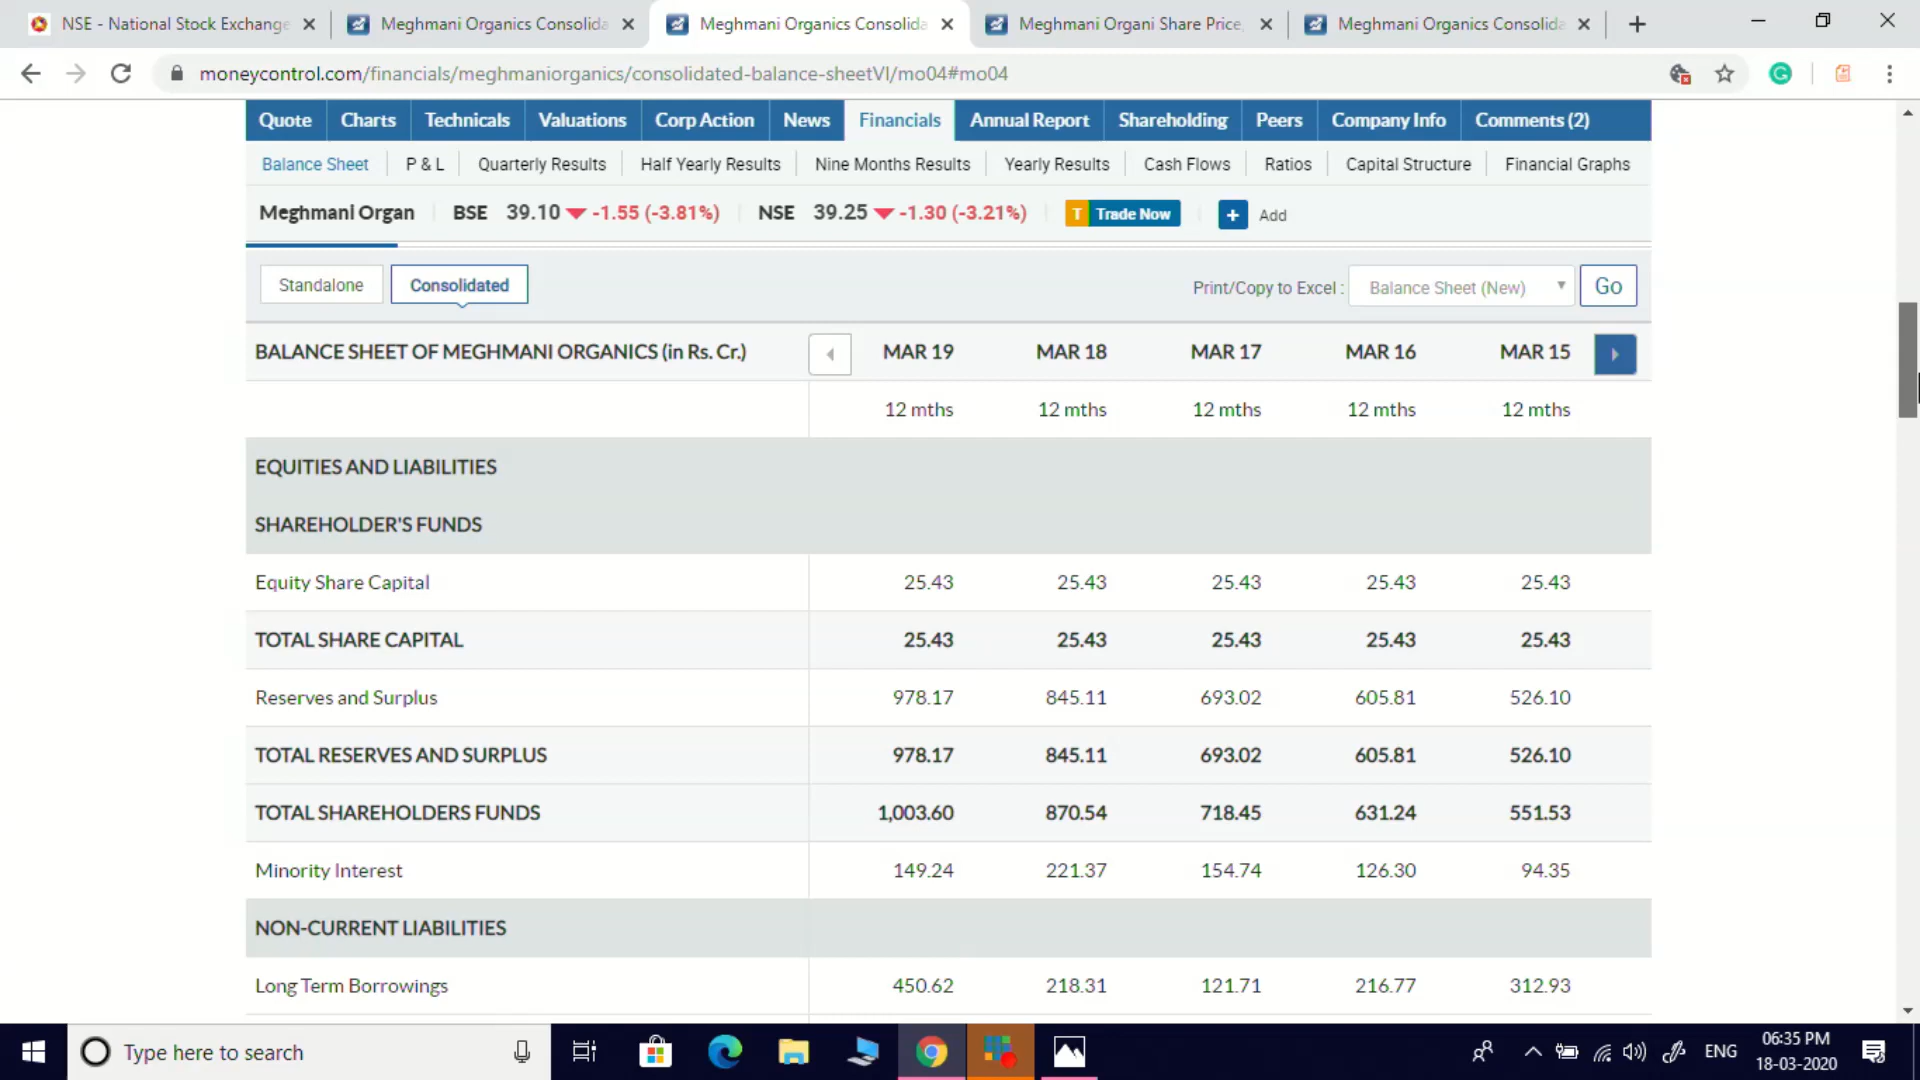 NSE - National Stock Exchange
Meghmani Organics Consolida
Meghmani Organics Consolida
Meghmani Organi Share Price,
Meghmani Organics Consolida
moneycontrol.com/financials/meghmaniorganics/consolidated-balance-sheetVI/mo04#mo04
Quote Charts Technicals Valuations Corp Action News Financials Annual Report Shareholding Peers Company Info Comments (2)
Balance Sheet P & L Quarterly Results Half Yearly Results Nine Months Results Yearly Results Cash Flows Ratios Capital Structure Financial Graphs
Meghmani Organ BSE 39.10 -1.55 (-3.81%) NSE 39.25 -1.30 (-3.21%) T Trade Now + Add
Standalone Consolidated Print/Copy to Excel : Balance Sheet (New) Go
BALANCE SHEET OF MEGHMANI ORGANICS (in Rs. Cr.) MAR 19 MAR 18 MAR 17 MAR 16 MAR 15
12 mths 12 mths 12 mths 12 mths 12 mths
EQUITIES AND LIABILITIES
SHAREHOLDER'S FUNDS
Equity Share Capital 25.43 25.43 25.43 25.43 25.43
TOTAL SHARE CAPITAL 25.43 25.43 25.43 25.43 25.43
Reserves and Surplus 978.17 845.11 693.02 605.81 526.10
TOTAL RESERVES AND SURPLUS 978.17 845.11 693.02 605.81 526.10
TOTAL SHAREHOLDERS FUNDS 1,003.60 870.54 718.45 631.24 551.53
Minority Interest 149.24 221.37 154.74 126.30 94.35
NON-CURRENT LIABILITIES
Long Term Borrowings 450.62 218.31 121.71 216.77 312.93
Type here to search
ENG
06:35 PM
18-03-2020